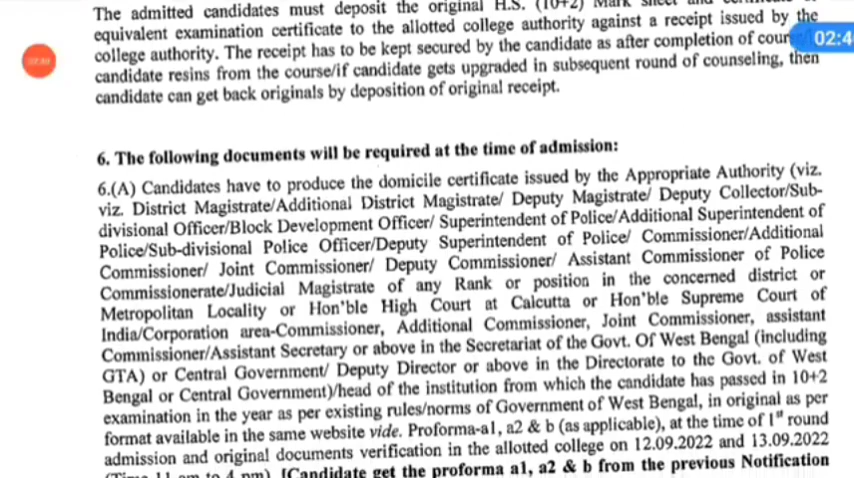 The admitted candidates must deposit the original H.S. (10+2) Mark sheet and
equivalent examination certificate to the allotted college authority against a receipt issued by the
college authority. The receipt has to be kept secured by the candidate as after completion of
candidate resins from the course/if candidate gets upgraded in subsequent round of counseling, then
candidate can get back originals by deposition of original receipt.
02:4
6. The following documents will be required at the time of admission:
6.(A) Candidates have to produce the domicile certificate issued by the Appropriate Authority (viz.
viz. District Magistrate/Additional District Magistrate/ Deputy Magistrate/ Deputy Collector/Sub-
divisional Officer/Block Development Officer/ Superintendent of Police/Additional Superintendent of
Police/Sub-divisional Police Officer/Deputy Superintendent of Police/ Commissioner/Additional
Commissioner/ Joint Commissioner/ Deputy Commissioner/ Assistant Commissioner of Police
Commissionerate/Judicial Magistrate of any Rank or position in the concerned district or
Metropolitan Locality or Hon'ble High Court at Calcutta or Hon'ble Supreme Court of
India/Corporation area-Commissioner, Additional Commissioner, Joint Commissioner, assistant
Commissioner/Assistant Secretary or above in the Secretariat of the Govt. Of West Bengal (including
GTA) or Central Government/ Deputy Director or above in the Directorate to the Govt. of West
Bengal or Central Government)/head of the institution from which the candidate has passed in 10+2
examination in the year as per existing rules/norms of Government of West Bengal, in original as per
format available in the same website vide. Proforma-a1, a2 & b (as applicable), at the time of 1st round
admission and original documents verification in the allotted college on 12.09.2022 and 13.09.2022
(Time 11 am to 4 pm). [Candidate get the proforma a1, a2 & b from the previous Notification